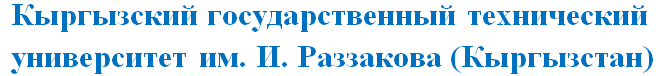 Кыргызский государственный технический
университет им. И. Раззакова (Кыргызстан)